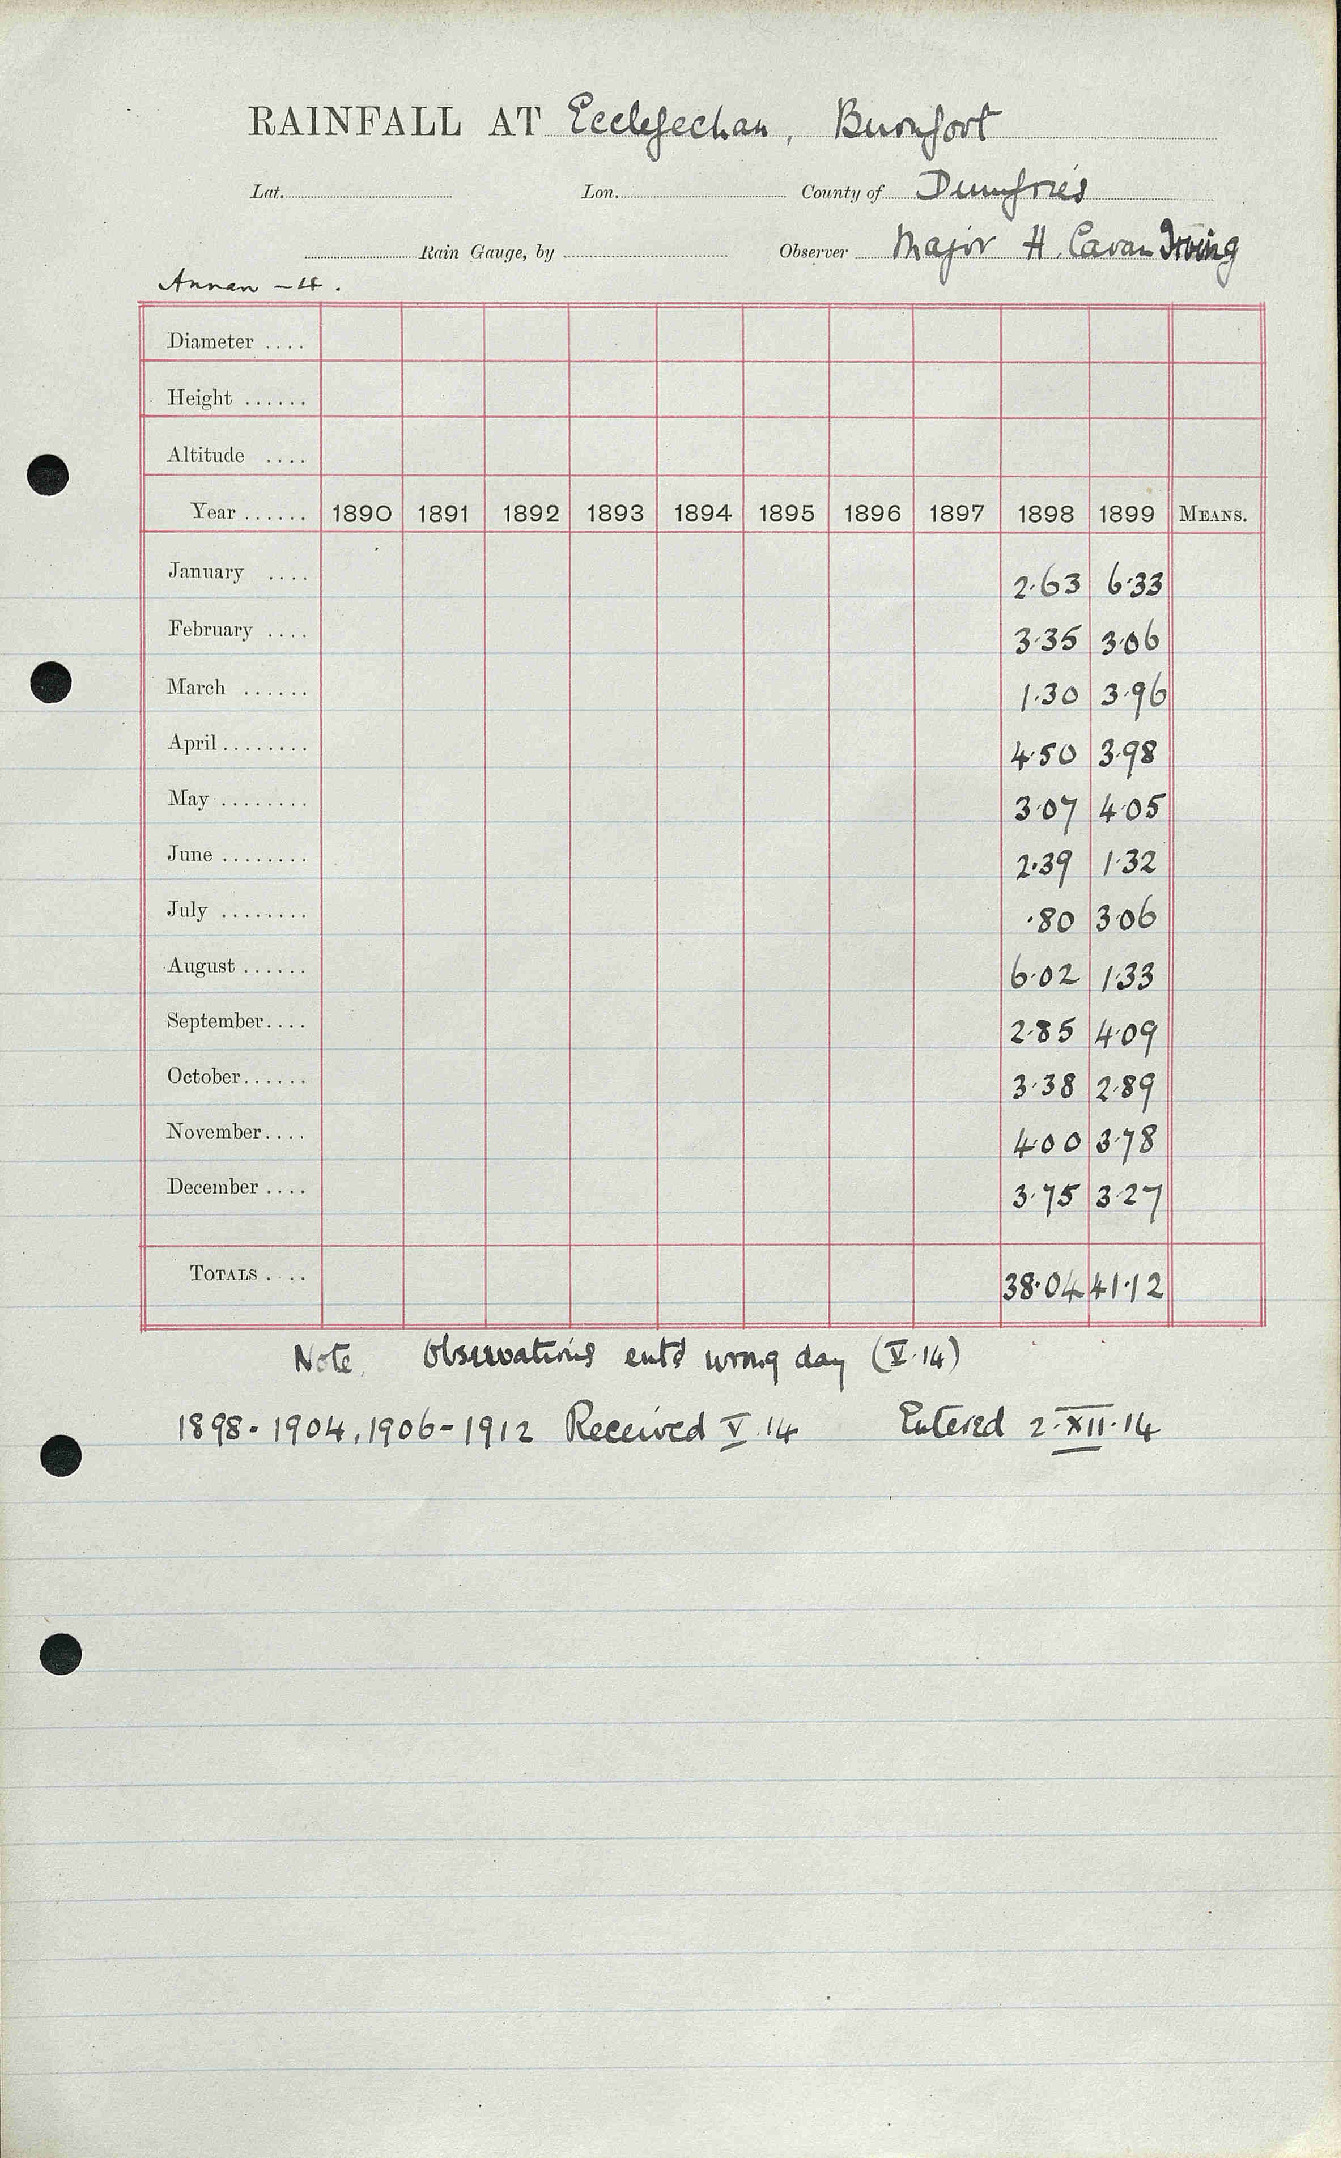 RAINFALL AT Ecclefechan, Burnfoot
Lat. Lon. County of Dumfries
Rain Gauge, by Observer Major H. Cavan Irving
Annan - 4.
Diameter ....
Height ......
Altitude ....
Year ...... 1890 1891 1892 1893 1894 1895 1896 1897 1898 1899 MEANS.
January .... 2.63 6.33
February .... 3.35 3.06
March ...... 1.30 3.96
April ........ 4.50 3.98
May ........ 3.07 4.05
June ........ 2.39 1.32
July ........ .80 3.06
August ...... 6.02 1.33
September .... 2.85 4.09
October ...... 3.38 2.89
November .... 4.00 3.78
December .... 3.75 3.27
TOTALS .... 38.04 41.12
Note. Observations entd wrong day (V.14)
1898-1904, 1906-1912 Received V.14 Entered 2.XII.14